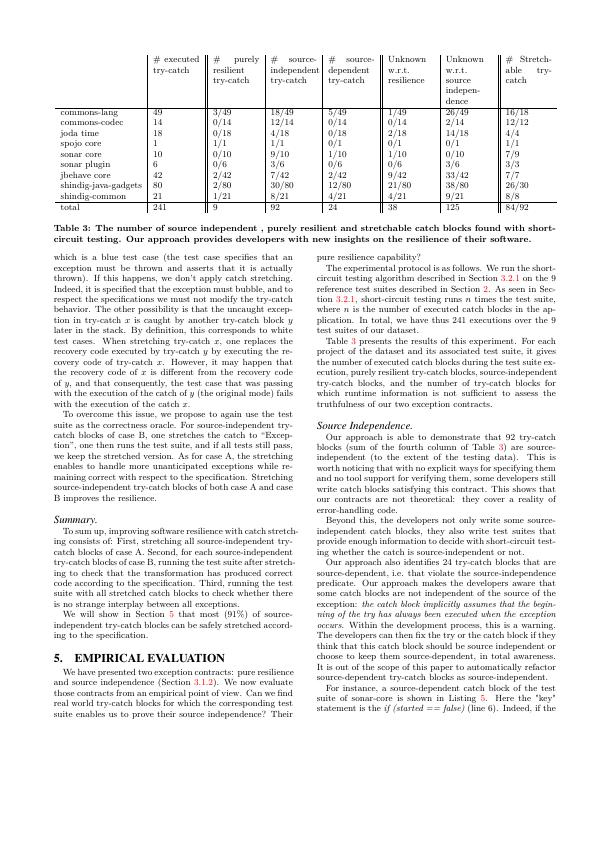 # executed try-catch | # purely resilient try-catch | # source-independent try-catch | # source-dependent try-catch | Unknown w.r.t. resilience | Unknown w.r.t. source indepen-dence | # Stretch-able try-catch
commons-lang 49 3/49 18/49 5/49 1/49 26/49 16/18
commons-codec 14 0/14 12/14 0/14 0/14 2/14 12/12
joda time 18 0/18 4/18 0/18 2/18 14/18 4/4
spojo core 1 1/1 1/1 0/1 0/1 0/1 1/1
sonar core 10 0/10 9/10 1/10 1/10 0/10 7/9
sonar plugin 6 0/6 3/6 0/6 0/6 3/6 3/3
jbehave core 42 2/42 7/42 2/42 9/42 33/42 7/7
shindig-java-gadgets 80 2/80 30/80 12/80 21/80 38/80 26/30
shindig-common 21 1/21 8/21 4/21 4/21 9/21 8/8
total 241 9 92 24 38 125 84/92
Table 3: The number of source independent , purely resilient and stretchable catch blocks found with short-
circuit testing. Our approach provides developers with new insights on the resilience of their software.
which is a blue test case (the test case specifies that an
exception must be thrown and asserts that it is actually
thrown). If this happens, we don't apply catch stretching.
Indeed, it is specified that the exception must bubble, and to
respect the specifications we must not modify the try-catch
behavior. The other possibility is that the uncaught excep-
tion in try-catch x is caught by another try-catch block y
later in the stack. By definition, this corresponds to white
test cases. When stretching try-catch x, one replaces the
recovery code executed by try-catch y by executing the re-
covery code of try-catch x. However, it may happen that
the recovery code of x is different from the recovery code
of y, and that consequently, the test case that was passing
with the execution of the catch of y (the original mode) fails
with the execution of the catch x.
To overcome this issue, we propose to again use the test
suite as the correctness oracle. For source-independent try-
catch blocks of case B, one stretches the catch to "Excep-
tion", one then runs the test suite, and if all tests still pass,
we keep the stretched version. As for case A, the stretching
enables to handle more unanticipated exceptions while re-
maining correct with respect to the specification. Stretching
source-independent try-catch blocks of both case A and case
B improves the resilience.
Summary.
To sum up, improving software resilience with catch stretch-
ing consists of: First, stretching all source-independent try-
catch blocks of case A. Second, for each source-independent
try-catch blocks of case B, running the test suite after stretch-
ing to check that the transformation has produced correct
code according to the specification. Third, running the test
suite with all stretched catch blocks to check whether there
is no strange interplay between all exceptions.
We will show in Section 5 that most (91%) of source-
independent try-catch blocks can be safely stretched accord-
ing to the specification.
5. EMPIRICAL EVALUATION
We have presented two exception contracts: pure resilience
and source independence (Section 3.1.2). We now evaluate
those contracts from an empirical point of view. Can we find
real world try-catch blocks for which the corresponding test
suite enables us to prove their source independence? Their
pure resilience capability?
The experimental protocol is as follows. We run the short-
circuit testing algorithm described in Section 3.2.1 on the 9
reference test suites described in Section 2. As seen in Sec-
tion 3.2.1, short-circuit testing runs n times the test suite,
where n is the number of executed catch blocks in the ap-
plication. In total, we have thus 241 executions over the 9
test suites of our dataset.
Table 3 presents the results of this experiment. For each
project of the dataset and its associated test suite, it gives
the number of executed catch blocks during the test suite ex-
ecution, purely resilient try-catch blocks, source-independent
try-catch blocks, and the number of try-catch blocks for
which runtime information is not sufficient to assess the
truthfulness of our two exception contracts.
Source Independence.
Our approach is able to demonstrate that 92 try-catch
blocks (sum of the fourth column of Table 3) are source-
independent (to the extent of the testing data). This is
worth noticing that with no explicit ways for specifying them
and no tool support for verifying them, some developers still
write catch blocks satisfying this contract. This shows that
our contracts are not theoretical: they cover a reality of
error-handling code.
Beyond this, the developers not only write some source-
independent catch blocks, they also write test suites that
provide enough information to decide with short-circuit test-
ing whether the catch is source-independent or not.
Our approach also identifies 24 try-catch blocks that are
source-dependent, i.e. that violate the source-independence
predicate. Our approach makes the developers aware that
some catch blocks are not independent of the source of the
exception: the catch block implicitly assumes that the begin-
ning of the try has always been executed when the exception
occurs. Within the development process, this is a warning.
The developers can then fix the try or the catch block if they
think that this catch block should be source independent or
choose to keep them source-dependent, in total awareness.
It is out of the scope of this paper to automatically refactor
source-dependent try-catch blocks as source-independent.
For instance, a source-dependent catch block of the test
suite of sonar-core is shown in Listing 5. Here the "key"
statement is the if (started == false) (line 6). Indeed, if the